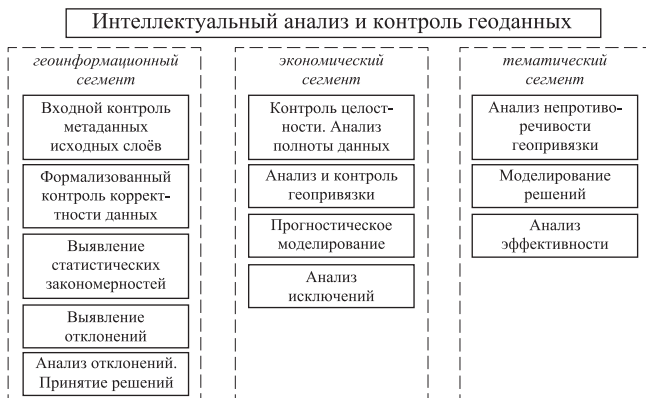 Интеллектуальный анализ и контроль геоданных
геоинформационный
сегмент
Входной контроль
метаданных
исходных слоёв
Формализованный
контроль коррект-
тности данных
Выявление
статистических
закономерностей
Выявление
отклонений
Анализ отклонений.
Принятие решений
экономический
сегмент
Контроль целост-
ности. Анализ
полноты данных
Анализ и контроль
геопривязки
Прогностическое
моделирование
Анализ
исключений
тематический
сегмент
Анализ непротиво-
речивости
геопривязки
Моделирование
решений
Анализ
эффективности